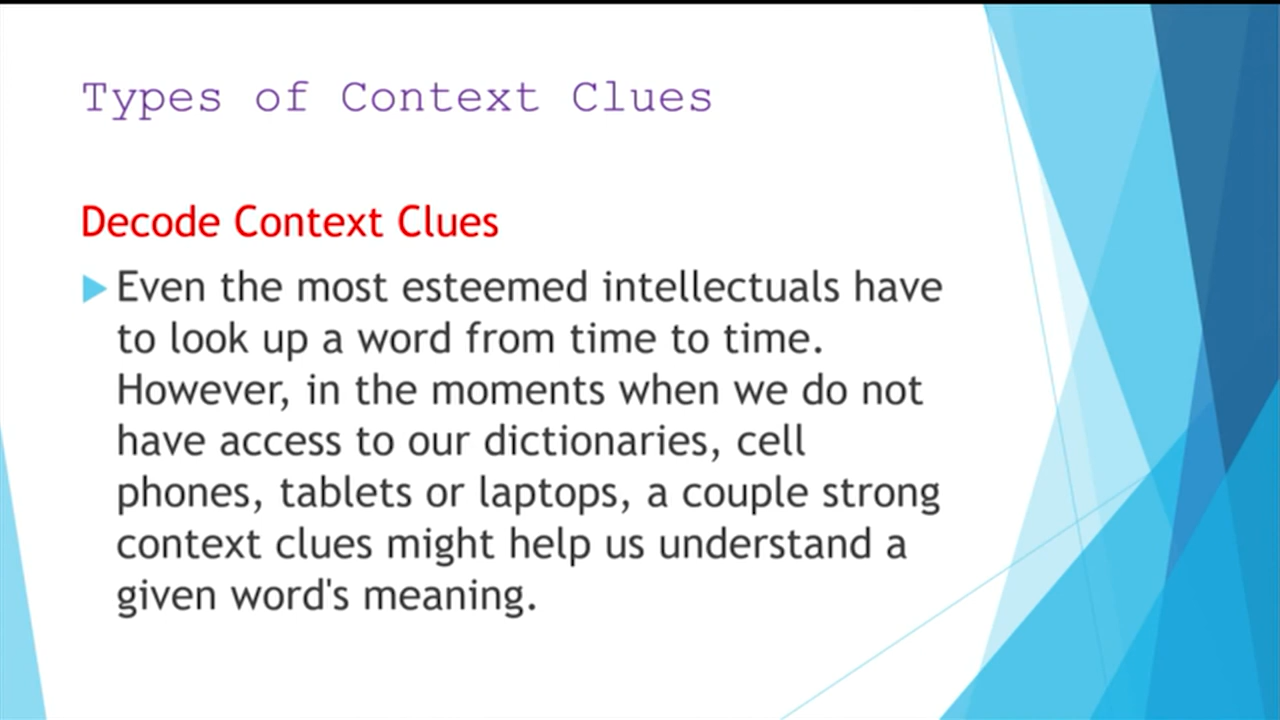 Types of Context Clues
Decode Context Clues
Even the most esteemed intellectuals have
to look up a word from time to time.
However, in the moments when we do not
have access to our dictionaries, cell
phones, tablets or laptops, a couple strong
context clues might help us understand a
given word's meaning.